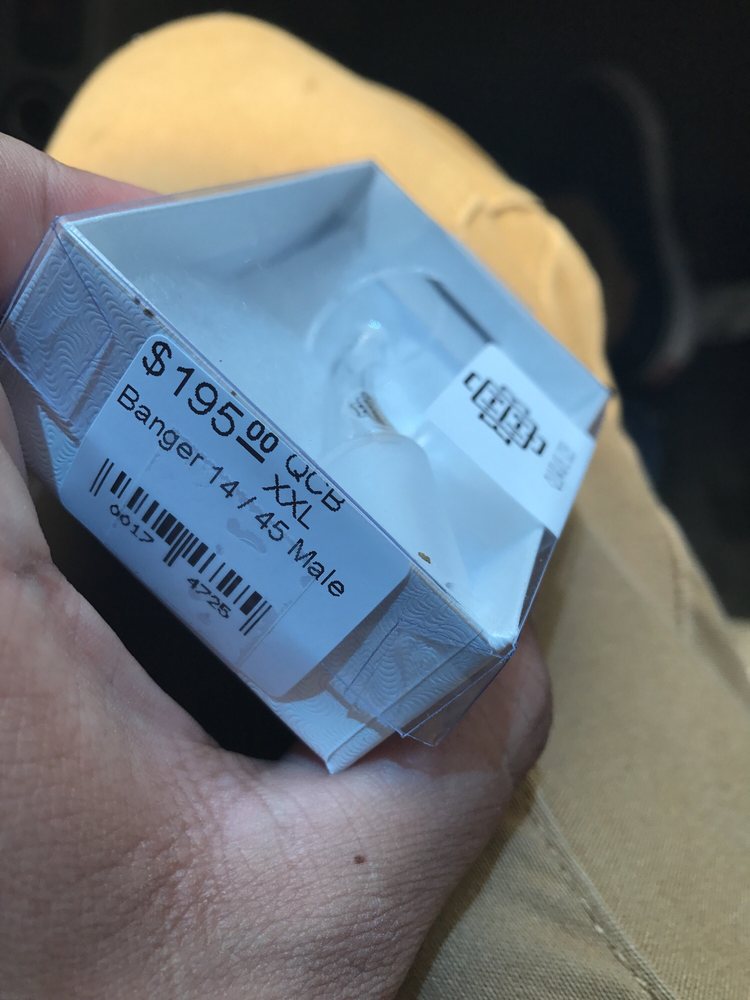 $195.00 QCB
XXL
Banger 14 / 45 Male
0017 4725